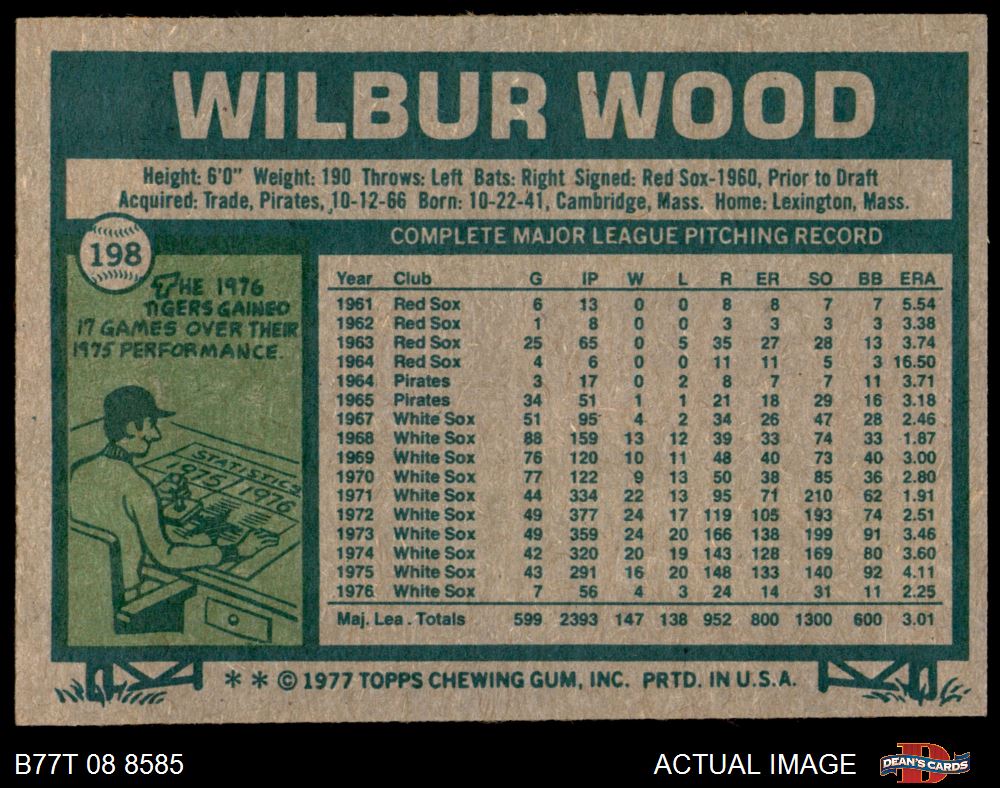 WILBUR WOOD
Height: 6'0" Weight: 190 Throws: Left Bats: Right Signed: Red Sox-1960, Prior to Draft
Acquired: Trade, Pirates, 10-12-66 Born: 10-22-41, Cambridge, Mass. Home: Lexington, Mass.
198
COMPLETE MAJOR LEAGUE PITCHING RECORD
THE 1976
TIGERS GAINED
17 GAMES OVER THEIR
1975 PERFORMANCE.
STATISTICS
1975 1976
Year Club G IP W L R ER SO BB ERA
1961 Red Sox 6 13 0 0 8 8 7 7 5.54
1962 Red Sox 1 8 0 0 3 3 3 3 3.38
1963 Red Sox 25 65 0 5 35 27 28 13 3.74
1964 Red Sox 4 6 0 0 11 11 5 3 16.50
1964 Pirates 3 17 0 2 8 7 7 11 3.71
1965 Pirates 34 51 1 1 21 18 29 16 3.18
1967 White Sox 51 95 4 2 34 26 47 28 2.46
1968 White Sox 88 159 13 12 39 33 74 33 1.87
1969 White Sox 76 120 10 11 48 40 73 40 3.00
1970 White Sox 77 122 9 13 50 38 85 36 2.80
1971 White Sox 44 334 22 13 95 71 210 62 1.91
1972 White Sox 49 377 24 17 119 105 193 74 2.51
1973 White Sox 49 359 24 20 166 138 199 91 3.46
1974 White Sox 42 320 20 19 143 128 169 80 3.60
1975 White Sox 43 291 16 20 148 133 140 92 4.11
1976 White Sox 7 56 4 3 24 14 31 11 2.25
Maj. Lea. Totals 599 2393 147 138 952 800 1300 600 3.01
* * © 1977 TOPPS CHEWING GUM, INC. PRTD. IN U.S.A.
B77T 08 8585
ACTUAL IMAGE
D
DEAN'S CARDS